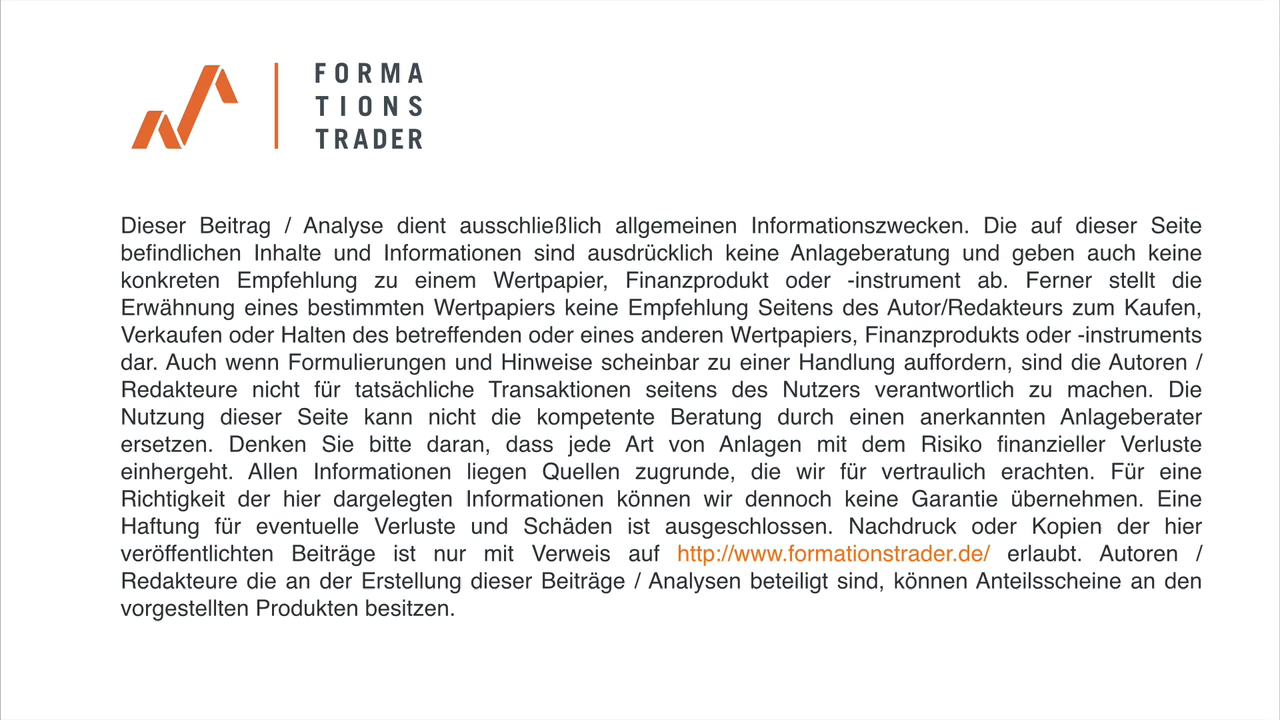 FORMA
TIONS
TRADER
Dieser Beitrag / Analyse dient ausschließlich allgemeinen Informationszwecken. Die auf dieser Seite
befindlichen Inhalte und Informationen sind ausdrücklich keine Anlageberatung und geben auch keine
konkreten Empfehlung zu einem Wertpapier, Finanzprodukt oder -instrument ab. Ferner stellt die
Erwähnung eines bestimmten Wertpapiers keine Empfehlung Seitens des Autor/Redakteurs zum Kaufen,
Verkaufen oder Halten des betreffenden oder eines anderen Wertpapiers, Finanzprodukts oder -instruments
dar. Auch wenn Formulierungen und Hinweise scheinbar zu einer Handlung auffordern, sind die Autoren /
Redakteure nicht für tatsächliche Transaktionen seitens des Nutzers verantwortlich zu machen. Die
Nutzung dieser Seite kann nicht die kompetente Beratung durch einen anerkannten Anlageberater
ersetzen. Denken Sie bitte daran, dass jede Art von Anlagen mit dem Risiko finanzieller Verluste
einhergeht. Allen Informationen liegen Quellen zugrunde, die wir für vertraulich erachten. Für eine
Richtigkeit der hier dargelegten Informationen können wir dennoch keine Garantie übernehmen. Eine
Haftung für eventuelle Verluste und Schäden ist ausgeschlossen. Nachdruck oder Kopien der hier
veröffentlichten Beiträge ist nur mit Verweis auf http://www.formationstrader.de/ erlaubt. Autoren /
Redakteure die an der Erstellung dieser Beiträge / Analysen beteiligt sind, können Anteilsscheine an den
vorgestellten Produkten besitzen.